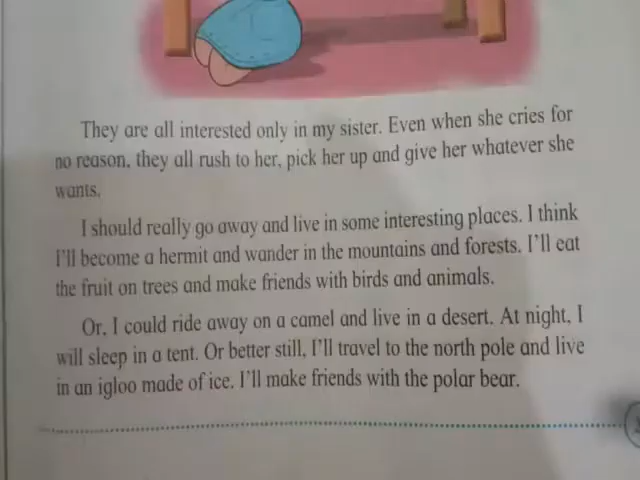 They are all interested only in my sister. Even when she cries for
no reason, they all rush to her, pick her up and give her whatever she
wants.
I should really go away and live in some interesting places. I think
I'll become a hermit and wander in the mountains and forests. I'll eat
the fruit on trees and make friends with birds and animals.
Or, I could ride away on a camel and live in a desert. At night, I
will sleep in a tent. Or better still, I'll travel to the north pole and live
in an igloo made of ice. I'll make friends with the polar bear.